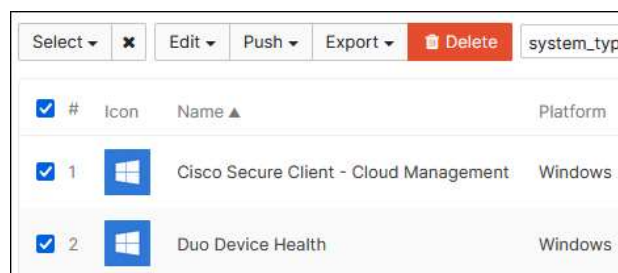 Select Edit Push Export Delete system_typ
# Icon Name Platform
1 Cisco Secure Client - Cloud Management Windows
2 Duo Device Health Windows